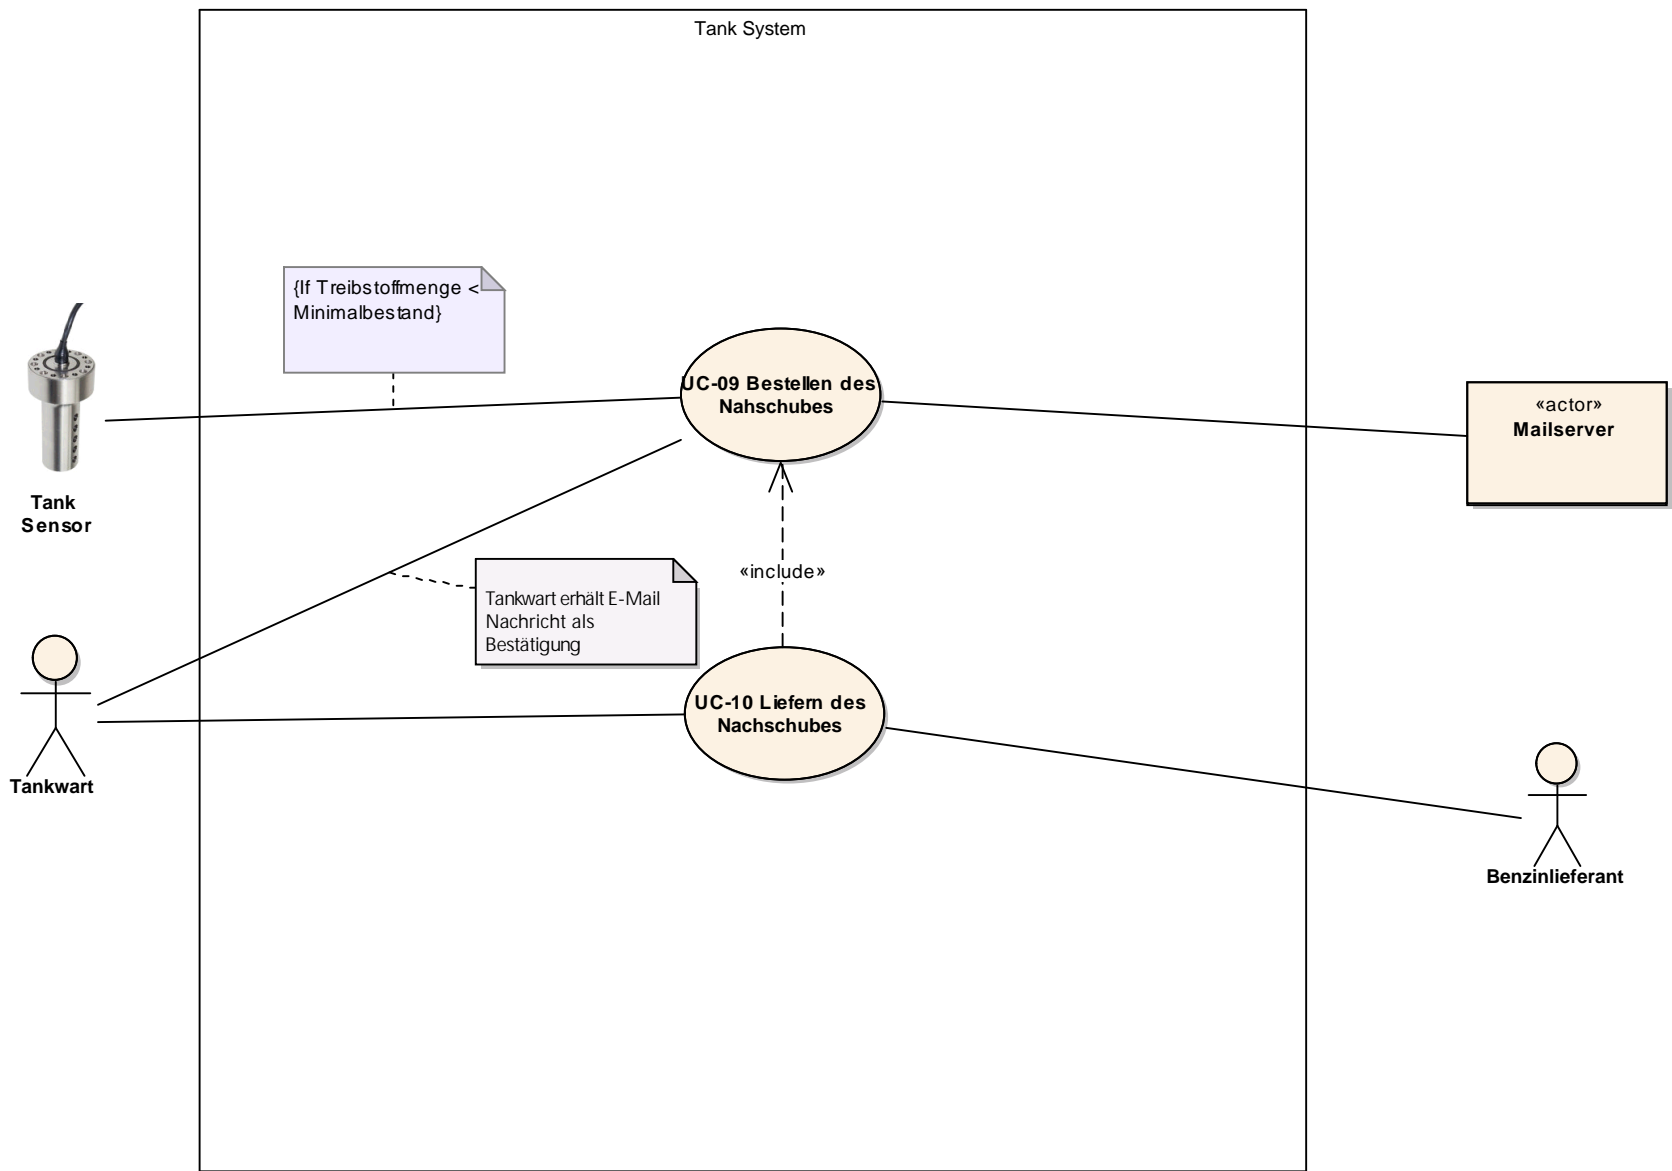 Tank System
{If Treibstoffmenge <
Minimalbestand}
UC-09 Bestellen des
Nahschubes
«actor»
Mailserver
Tank
Sensor
«include»
Tankwart erhält E-Mail
Nachricht als
Bestätigung
UC-10 Liefern des
Nachschubes
Tankwart
Benzinlieferant